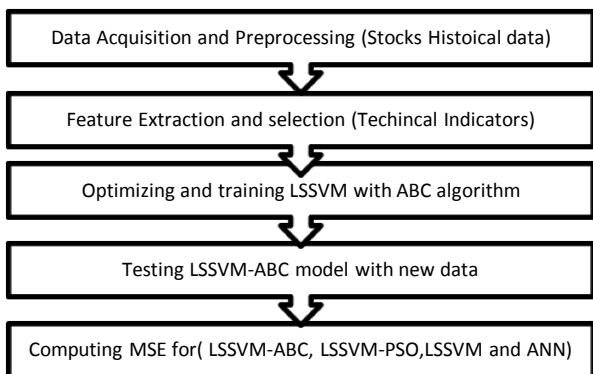 Data Acquisition and Preprocessing (Stocks Histoical data)
Feature Extraction and selection (Techincal Indicators)
Optimizing and training LSSVM with ABC algorithm
Testing LSSVM-ABC model with new data
Computing MSE for( LSSVM-ABC, LSSVM-PSO,LSSVM and ANN)